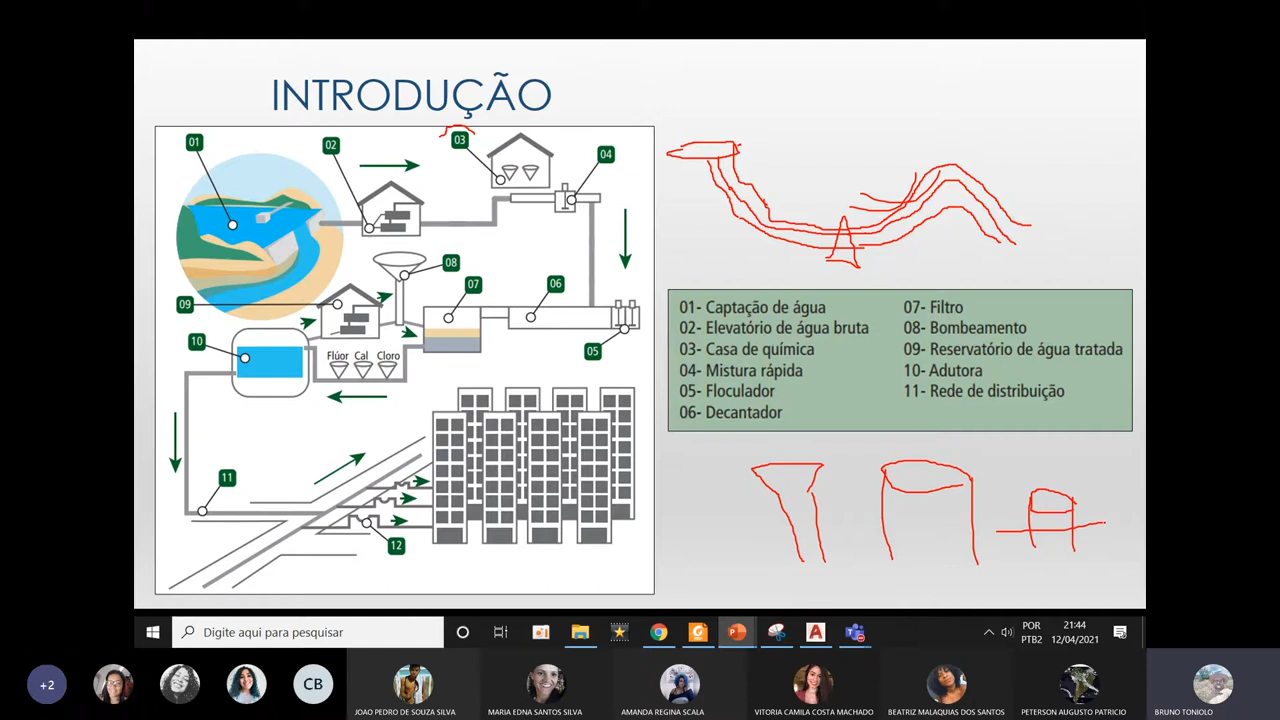 INTRODUÇÃO
01
02
03
04
08
07
06
09
10
05
Flúor Cal Cloro
11
12
01- Captação de água
02- Elevatório de água bruta
03- Casa de química
04- Mistura rápida
05- Floculador
06- Decantador
07- Filtro
08- Bombeamento
09- Reservatório de água tratada
10- Adutora
11- Rede de distribuição
Digite aqui para pesquisar
POR
PTB2
21:44
12/04/2021
+2
CB
JOAO PEDRO DE SOUZA SILVA
MARIA EDNA SANTOS SILVA
AMANDA REGINA SCALA
VITORIA CAMILA COSTA MACHADO
BEATRIZ MALAQUIAS DOS SANTOS
PETERSON AUGUSTO PATRICIO
BRUNO TONIOLO